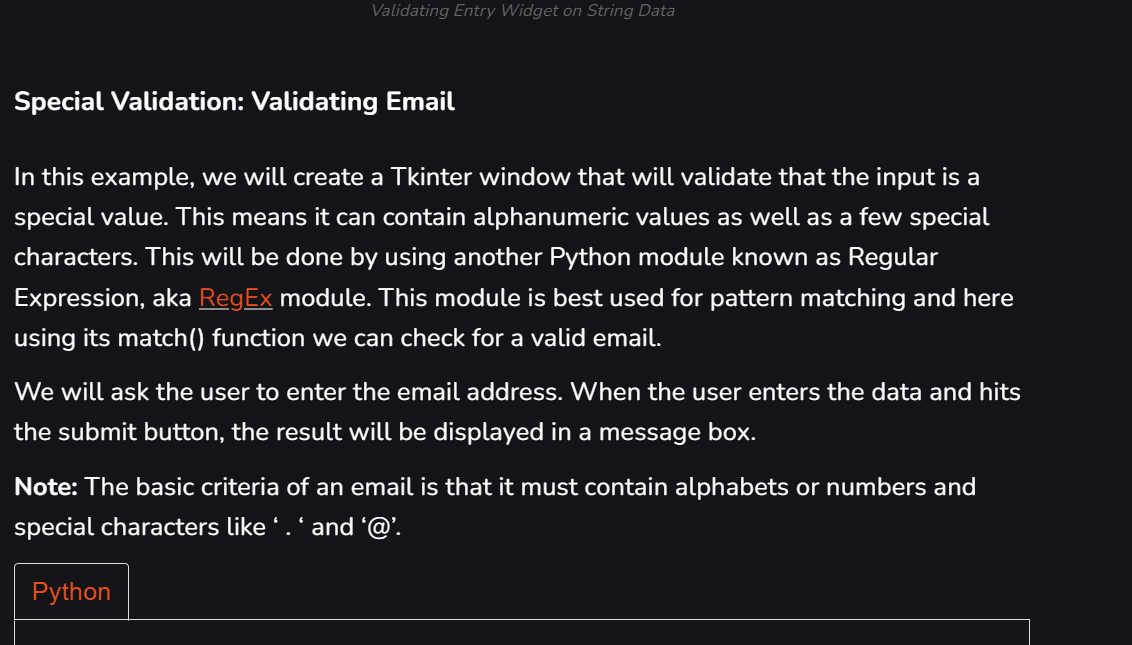 Validating Entry Widget on String Data
Special Validation: Validating Email
In this example, we will create a Tkinter window that will validate that the input is a
special value. This means it can contain alphanumeric values as well as a few special
characters. This will be done by using another Python module known as Regular
Expression, aka RegEx module. This module is best used for pattern matching and here
using its match() function we can check for a valid email.
We will ask the user to enter the email address. When the user enters the data and hits
the submit button, the result will be displayed in a message box.
Note: The basic criteria of an email is that it must contain alphabets or numbers and
special characters like ‘ . ‘ and ‘@’.
Python